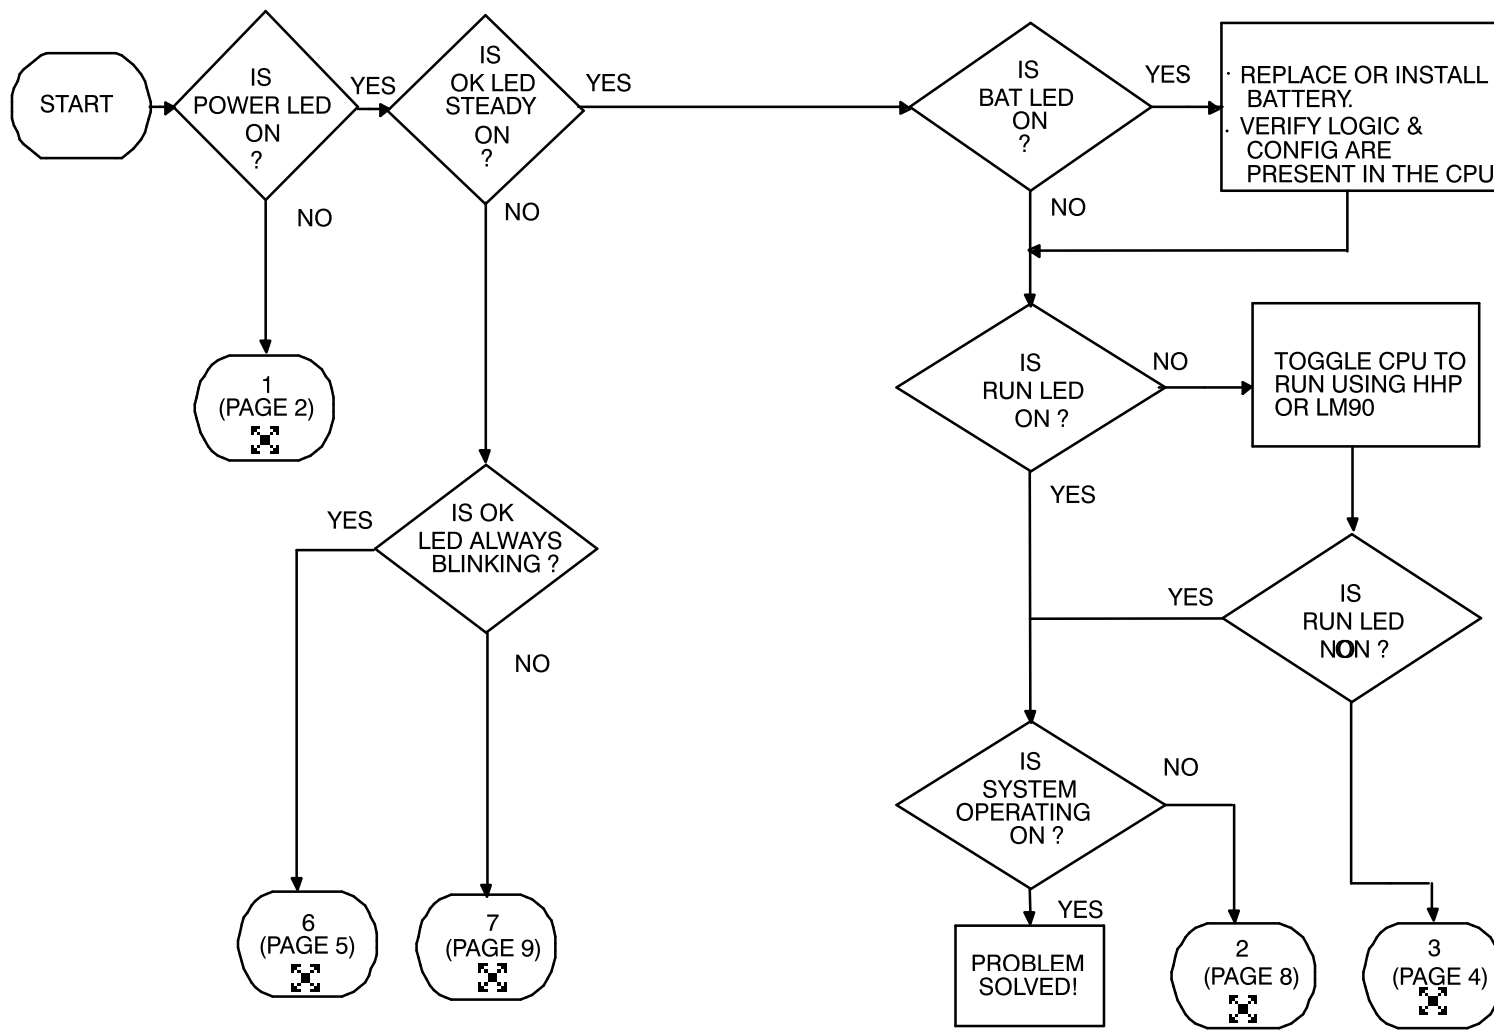 START
IS
POWER LED
ON
?
YES
NO
1
(PAGE 2)
IS
OK LED
STEADY
ON
?
YES
NO
IS OK
LED ALWAYS
BLINKING ?
YES
NO
6
(PAGE 5)
7
(PAGE 9)
IS
BAT LED
ON
?
YES
NO
· REPLACE OR INSTALL
BATTERY.
· VERIFY LOGIC &
CONFIG ARE
PRESENT IN THE CPU
IS
RUN LED
ON ?
NO
YES
TOGGLE CPU TO
RUN USING HHP
OR LM90
IS
RUN LED
ON ?
YES
IS
SYSTEM
OPERATING
ON ?
NO
YES
PROBLEM
SOLVED!
2
(PAGE 8)
3
(PAGE 4)